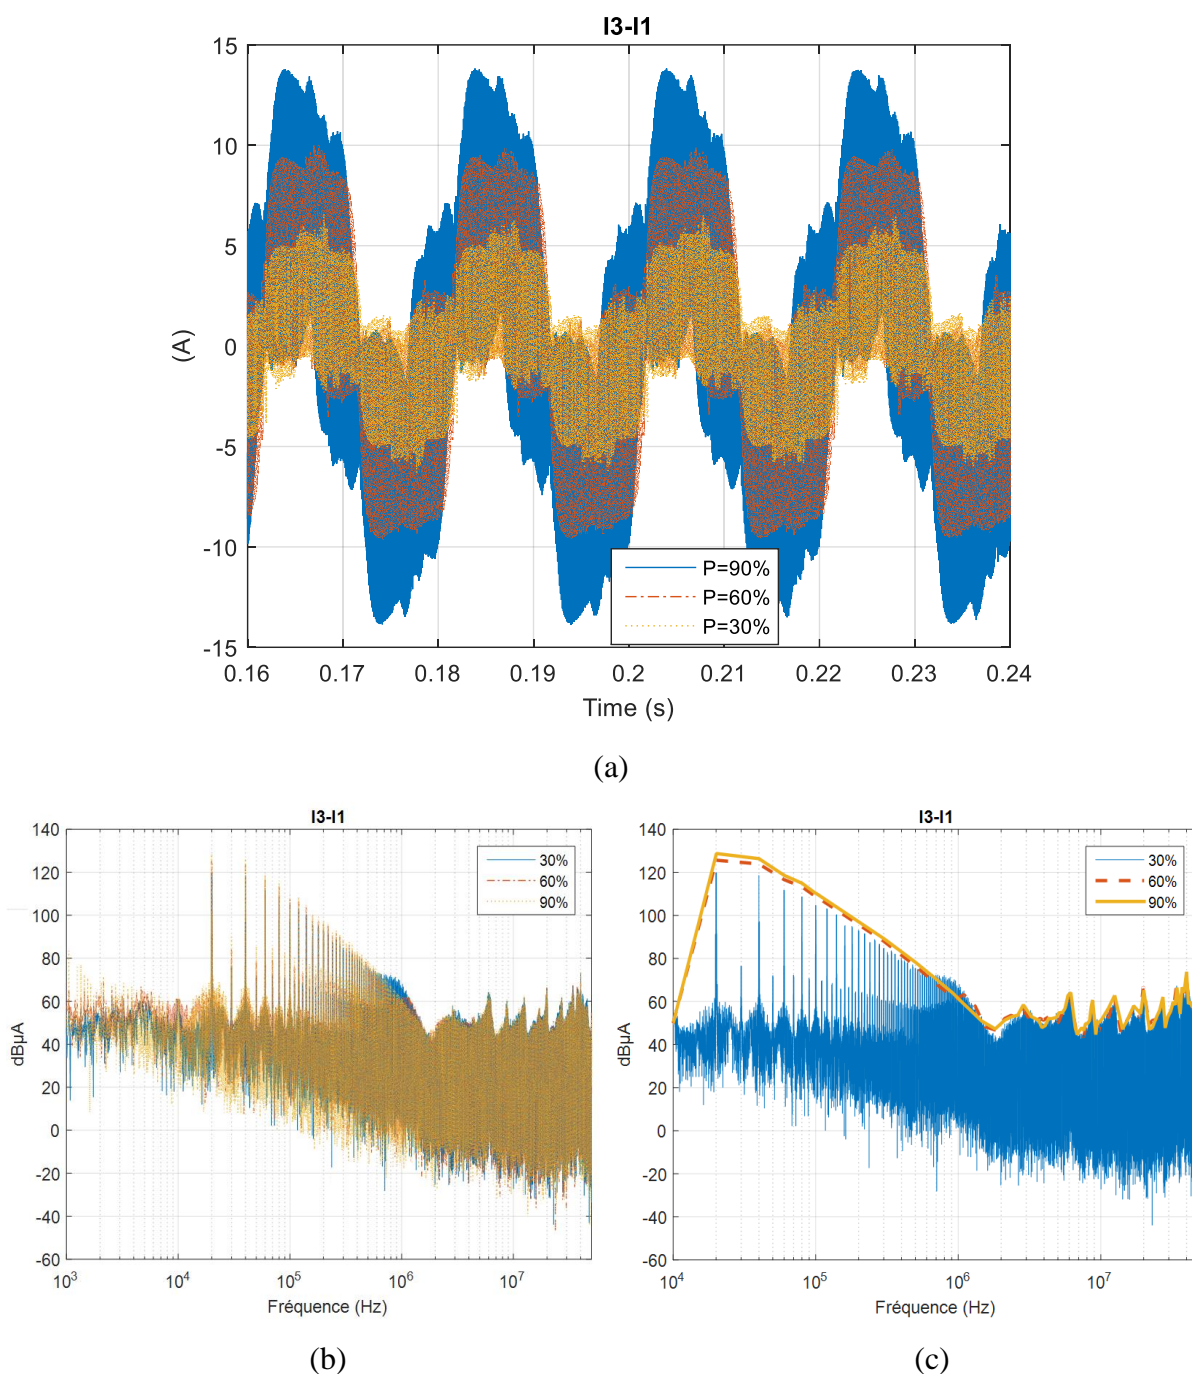 I3-I1
15
10
5
0
-5
-10
-15
(A)
P=90%
P=60%
P=30%
0.16 0.17 0.18 0.19 0.2 0.21 0.22 0.23 0.24
Time (s)
(a)
I3-I1
140
120
100
80
60
40
20
0
-20
-40
-60
dBµA
30%
60%
90%
10³ 10⁴ 10⁵ 10⁶ 10⁷
Fréquence (Hz)
(b)
I3-I1
140
120
100
80
60
40
20
0
-20
-40
-60
dBµA
30%
60%
90%
10⁴ 10⁵ 10⁶ 10⁷
Fréquence (Hz)
(c)